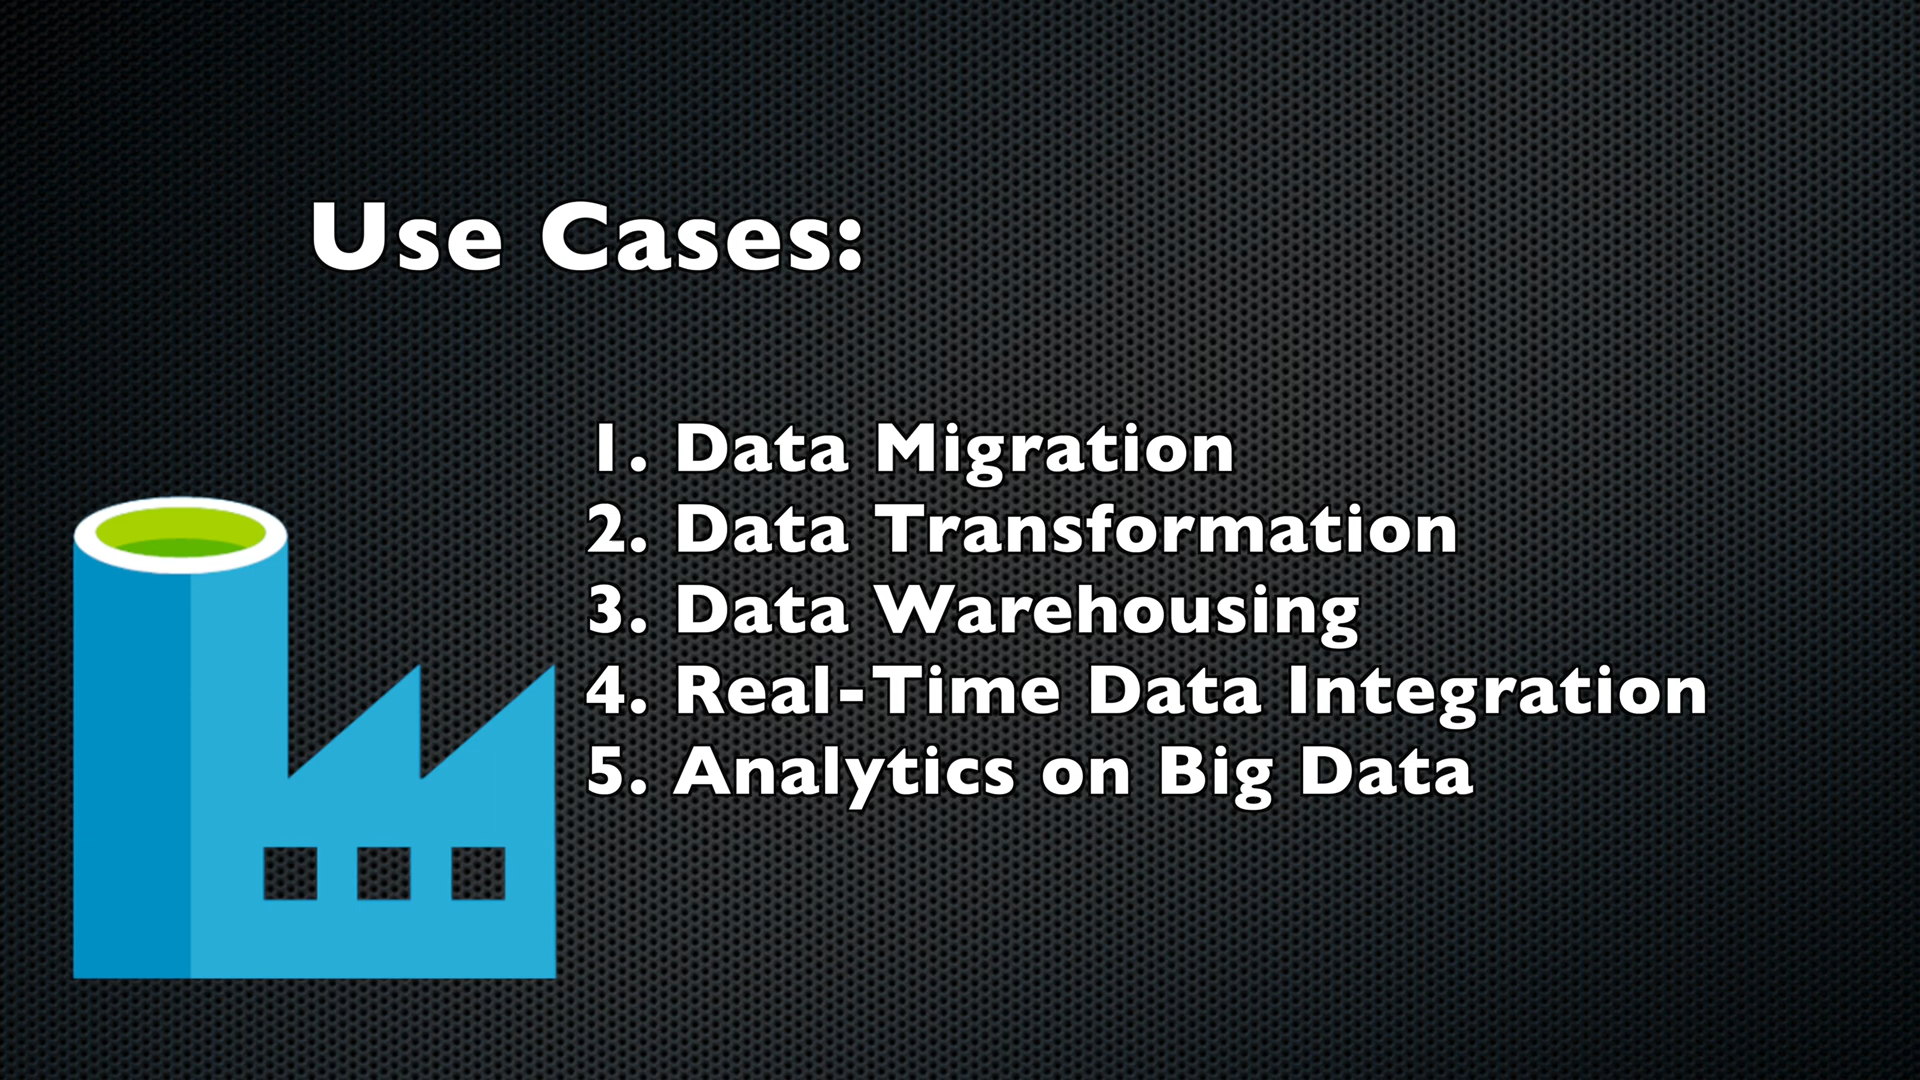 Use Cases:
1. Data Migration
2. Data Transformation
3. Data Warehousing
4. Real-Time Data Integration
5. Analytics on Big Data